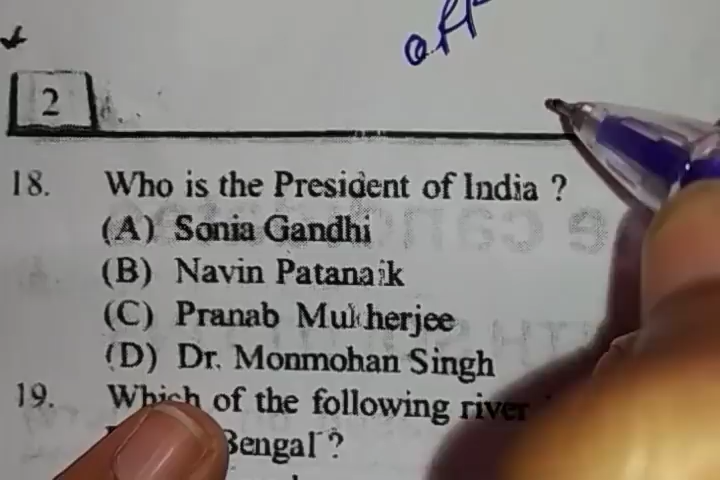 off
2
18. Who is the President of India ?
(A) Sonia Gandhi
(B) Navin Patanaik
(C) Pranab Mukherjee
(D) Dr. Monmohan Singh
19. Which of the following river
Bengal ?